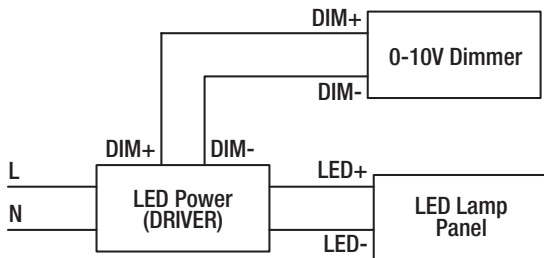 DIM+
0-10V Dimmer
DIM-
DIM+
DIM-
L
LED+
N
LED Power
(DRIVER)
LED Lamp
Panel
LED-